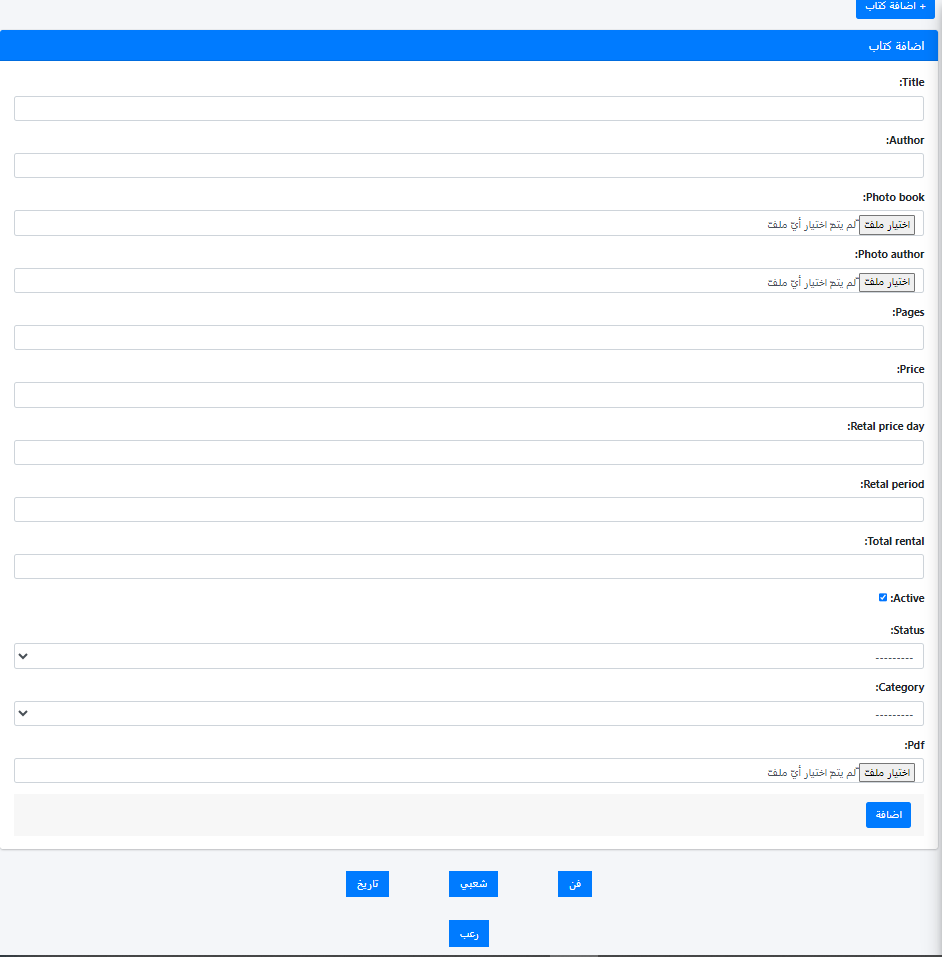 + اضافة كتاب
اضافة كتاب
Title:
Author:
Photo book:
اختيار ملف لم يتم اختيار أيّ ملف
Photo author:
اختيار ملف لم يتم اختيار أيّ ملف
Pages:
Price:
Retal price day:
Retal period:
Total rental:
Active:
Status:
---------
Category:
---------
Pdf:
اختيار ملف لم يتم اختيار أيّ ملف
اضافة
فن شعبي تاريخ
رعب